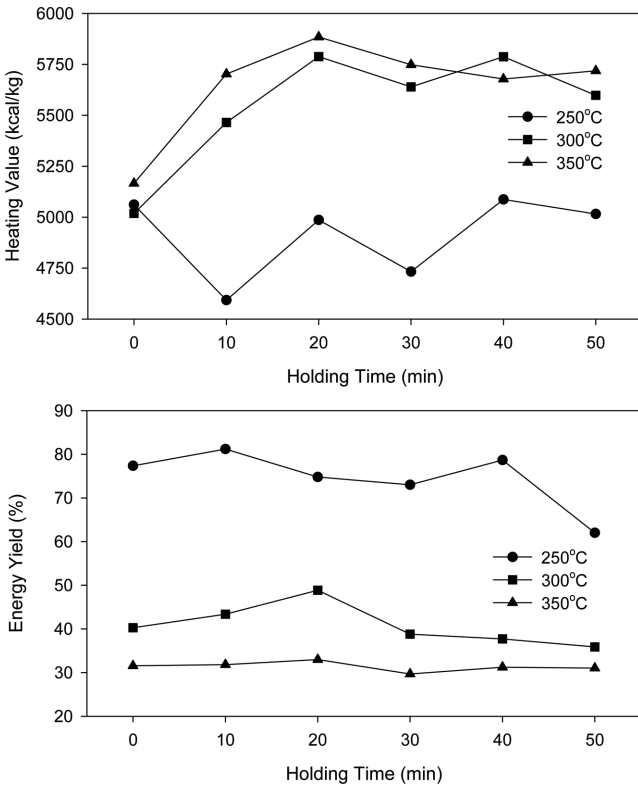 6000
5750
5500
5250
5000
4750
4500
Heating Value (kcal/kg)
250°C
300°C
350°C
0 10 20 30 40 50
Holding Time (min)
90
80
70
60
50
40
30
20
Energy Yield (%)
250°C
300°C
350°C
0 10 20 30 40 50
Holding Time (min)